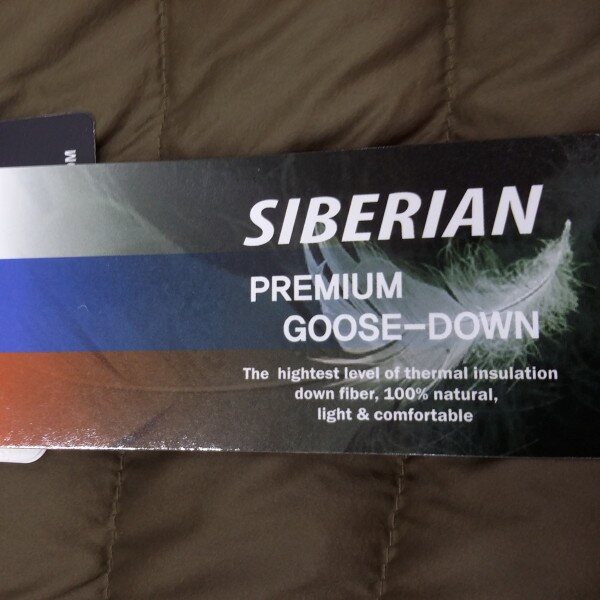 SIBERIAN
PREMIUM
GOOSE-DOWN
The hightest level of thermal insulation
down fiber, 100% natural,
light & comfortable